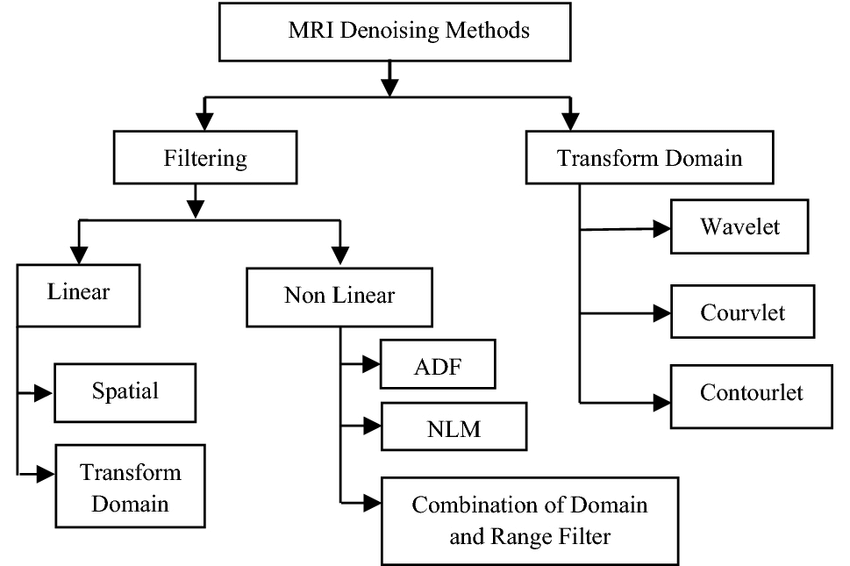 MRI Denoising Methods
Filtering
Transform Domain
Wavelet
Linear
Non Linear
Courvlet
ADF
Spatial
Contourlet
NLM
Transform
Domain
Combination of Domain
and Range Filter